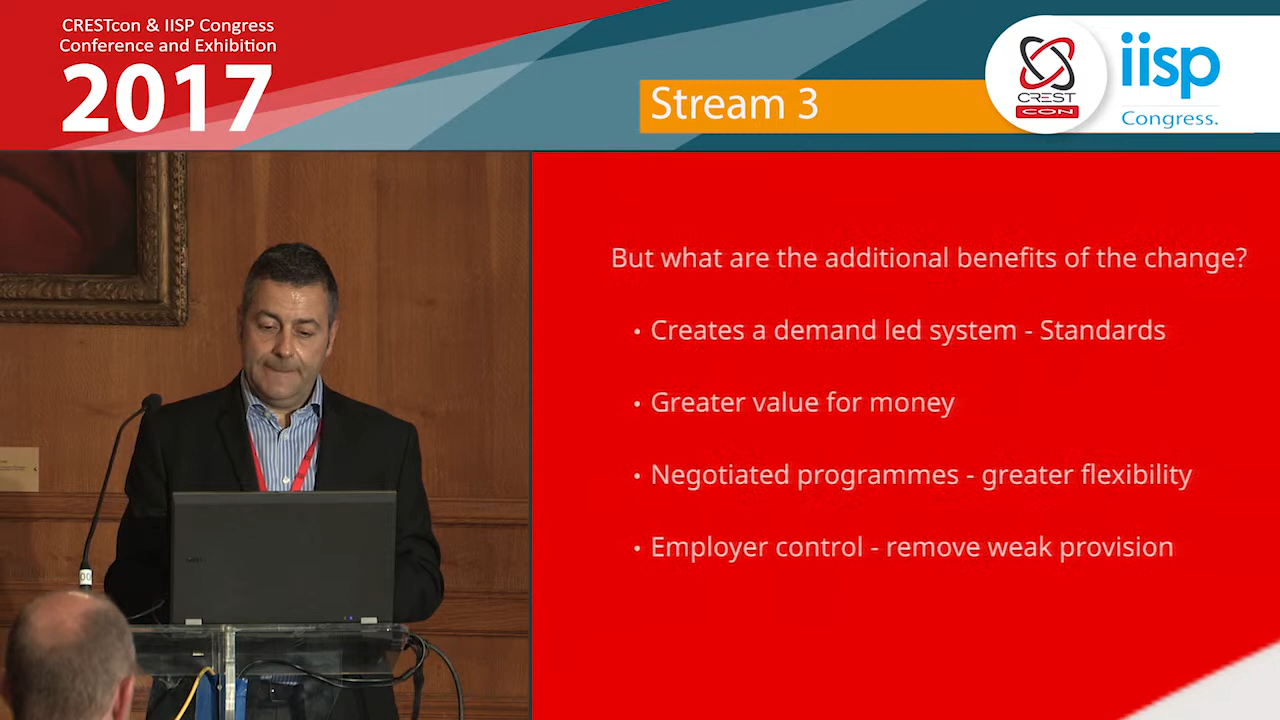 CRESTcon & IISP Congress
Conference and Exhibition
2017
Stream 3
CREST
CON
iisp
Congress.
But what are the additional benefits of the change?
• Creates a demand led system - Standards
• Greater value for money
• Negotiated programmes - greater flexibility
• Employer control - remove weak provision
00